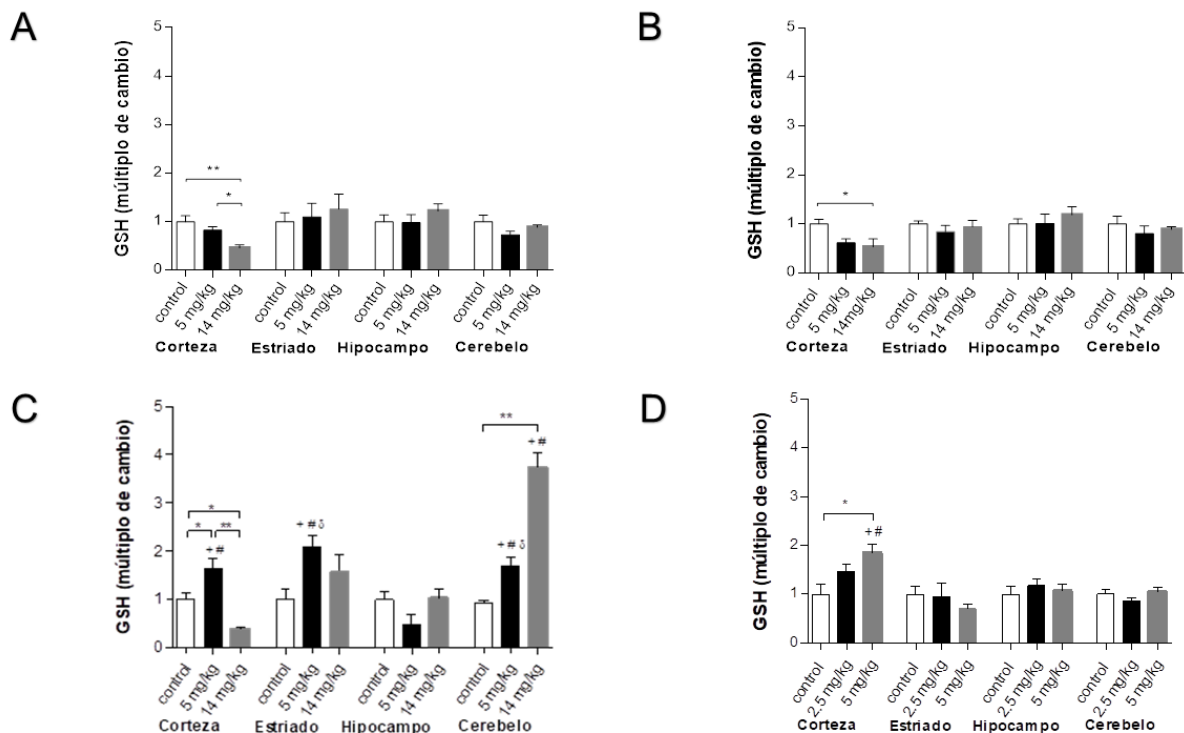 A
GSH (múltiplo de cambio)
5
4
3
2
1
0
**
*
control
5 mg/kg
14 mg/kg
control
5 mg/kg
14 mg/kg
control
5 mg/kg
14 mg/kg
control
5 mg/kg
14 mg/kg
Corteza Estriado Hipocampo Cerebelo
B
GSH (múltiplo de cambio)
5
4
3
2
1
0
*
control
5 mg/kg
14mg/kg
control
5 mg/kg
14 mg/kg
control
5 mg/kg
14 mg/kg
control
5 mg/kg
14 mg/kg
Corteza Estriado Hipocampo Cerebelo
C
GSH (múltiplo de cambio)
5
4
3
2
1
0
*
* **
+ #
+ # δ
**
+ # δ
+ #
control
5 mg/kg
14 mg/kg
control
5 mg/kg
14 mg/kg
control
5 mg/kg
14 mg/kg
control
5 mg/kg
14 mg/kg
Corteza Estriado Hipocampo Cerebelo
D
GSH (múltiplo de cambio)
5
4
3
2
1
0
*
+ #
control
2.5 mg/kg
5 mg/kg
control
2.5 mg/kg
5 mg/kg
control
2.5 mg/kg
5 mg/kg
control
2.5 mg/kg
5 mg/kg
Corteza Estriado Hipocampo Cerebelo